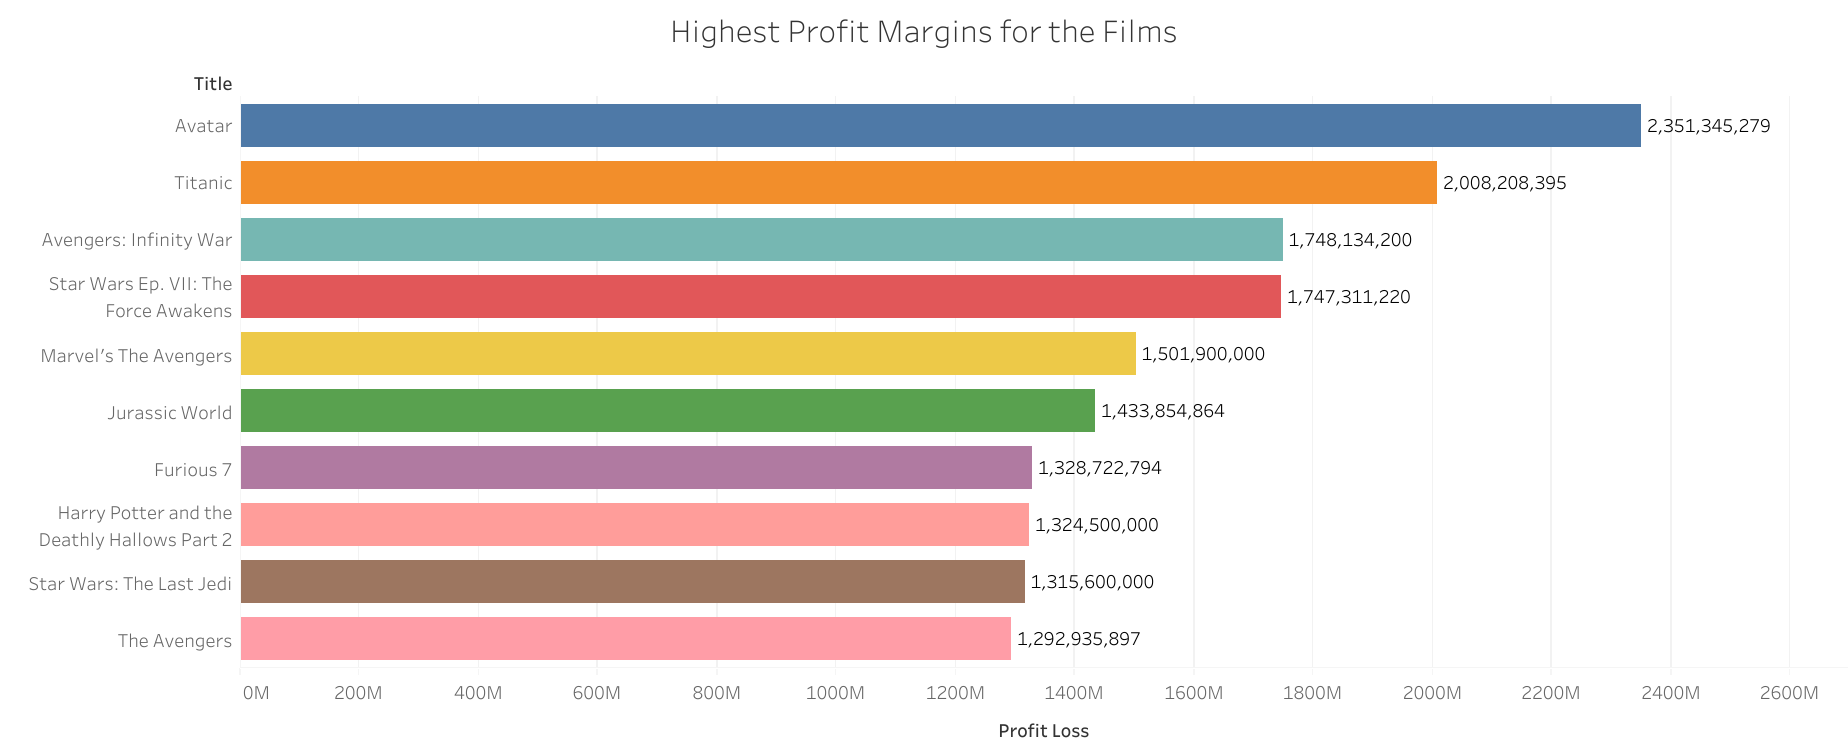 Highest Profit Margins for the Films
Title
Avatar
2,351,345,279
Titanic
2,008,208,395
Avengers: Infinity War
1,748,134,200
Star Wars Ep. VII: The
Force Awakens
1,747,311,220
Marvel's The Avengers
1,501,900,000
Jurassic World
1,433,854,864
Furious 7
1,328,722,794
Harry Potter and the
Deathly Hallows Part 2
1,324,500,000
Star Wars: The Last Jedi
1,315,600,000
The Avengers
1,292,935,897
0M 200M 400M 600M 800M 1000M 1200M 1400M 1600M 1800M 2000M 2200M 2400M 2600M
Profit Loss